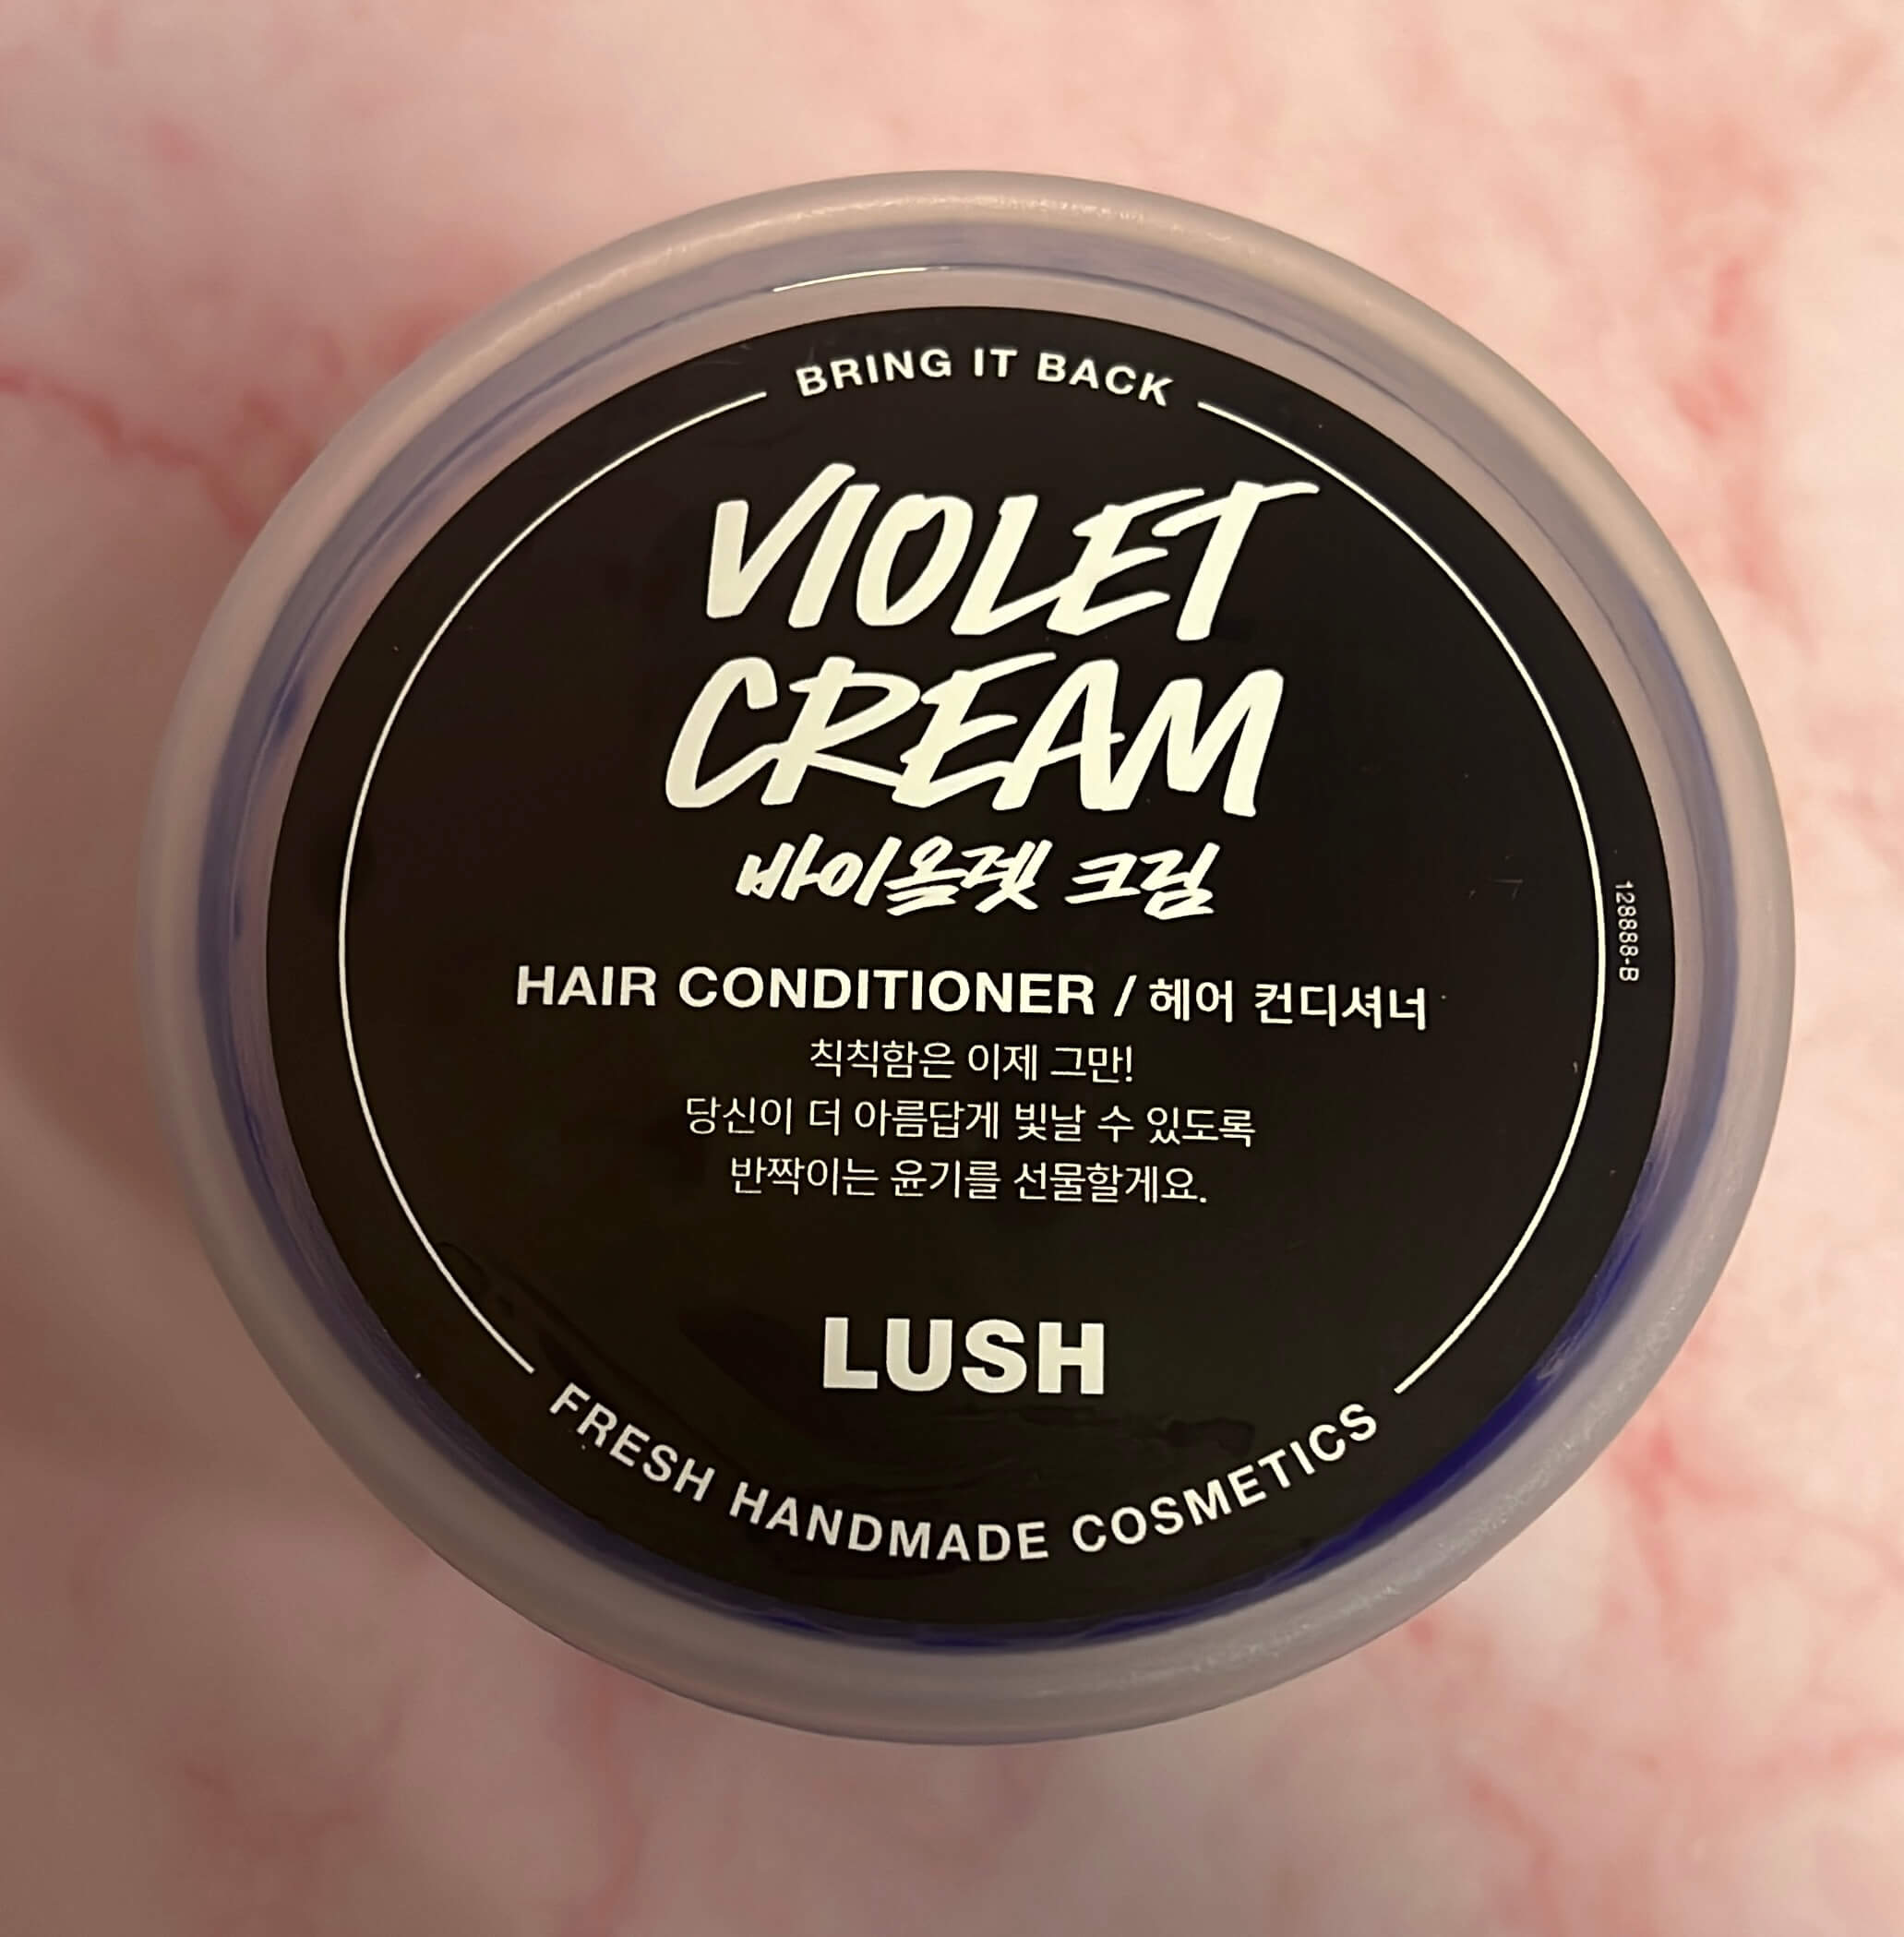 BRING IT BACK
VIOLET
CREAM
바이올렛 크림
HAIR CONDITIONER / 헤어 컨디셔너
칙칙함은 이제 그만!
당신이 더 아름답게 빛날 수 있도록
반짝이는 윤기를 선물할게요.
128888-B
LUSH
FRESH HANDMADE COSMETICS